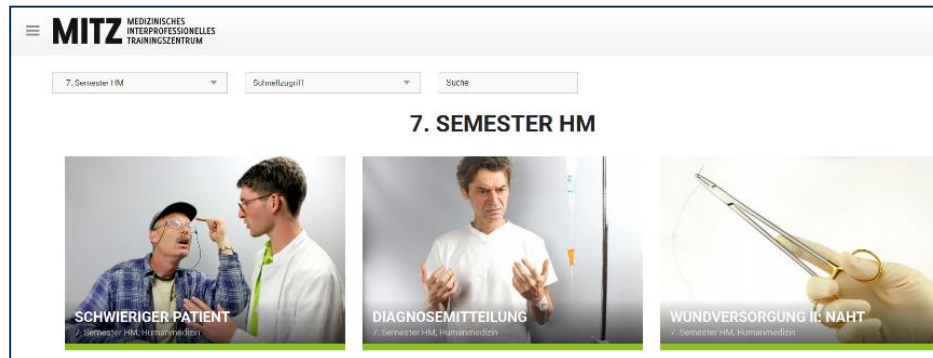 MITZ
MEDIZINISCHES
INTERPROFESSIONELLES
TRAININGSZENTRUM
7. Semester HM
Schnellzugriff
Suche
7. SEMESTER HM
SCHWIERIGER PATIENT
7. Semester HM, Humanmedizin
DIAGNOSEMITTEILUNG
7. Semester HM, Humanmedizin
WUNDVERSORGUNG II: NAHT
7. Semester HM, Humanmedizin